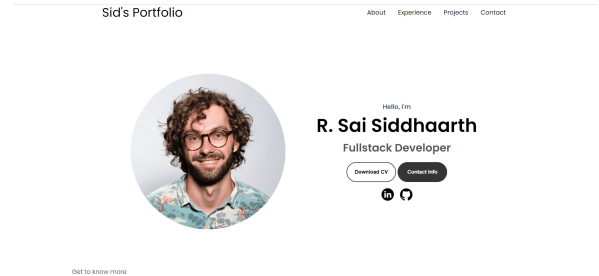 Sid's Portfolio
About Experience Projects Contact
Hello, I'm
R. Sai Siddhaarth
Fullstack Developer
Download CV Contact Info
in
Get to know more